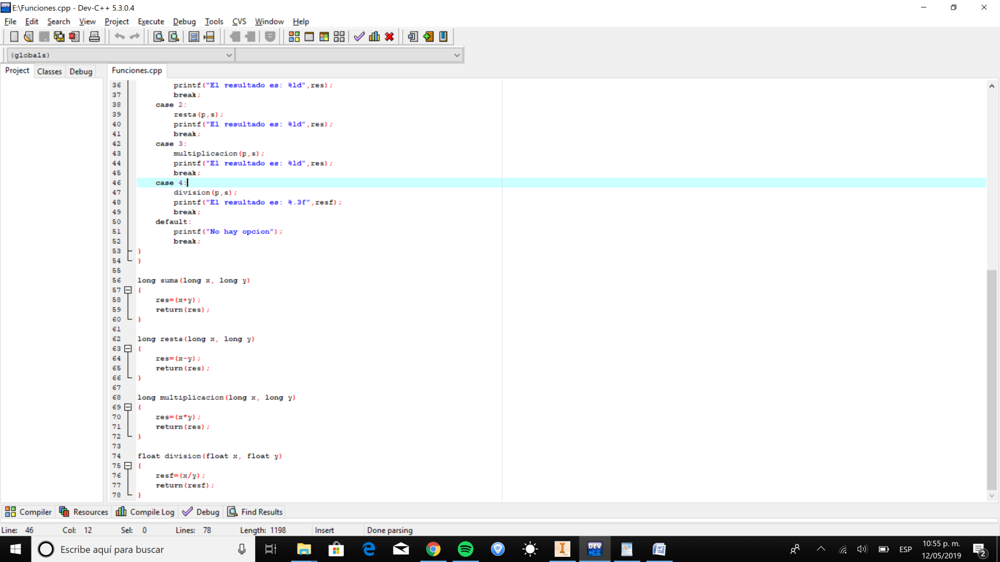 E:\Funciones.cpp - Dev-C++ 5.3.0.4
File Edit Search View Project Execute Debug Tools CVS Window Help
(globals)
Project Classes Debug Funciones.cpp
36 printf("El resultado es: %ld",res);
37 break;
38 case 2:
39 resta(p,s);
40 printf("El resultado es: %ld",res);
41 break;
42 case 3:
43 multiplicacion(p,s);
44 printf("El resultado es: %ld",res);
45 break;
46 case 4:
47 division(p,s);
48 printf("El resultado es: %.3f",resf);
49 break;
50 default:
51 printf("No hay opcion");
52 break;
53 }
54 }
55
56 long suma(long x, long y)
57 {
58 res=(x+y);
59 return(res);
60 }
61
62 long resta(long x, long y)
63 {
64 res=(x-y);
65 return(res);
66 }
67
68 long multiplicacion(long x, long y)
69 {
70 res=(x*y);
71 return(res);
72 }
73
74 float division(float x, float y)
75 {
76 resf=(x/y);
77 return(resf);
78 }
Compiler Resources Compile Log Debug Find Results
Line: 46 Col: 12 Sel: 0 Lines: 78 Length: 1198 Insert Done parsing
Escribe aquí para buscar
DEV C++
ESP
10:55 p. m.
12/05/2019
2